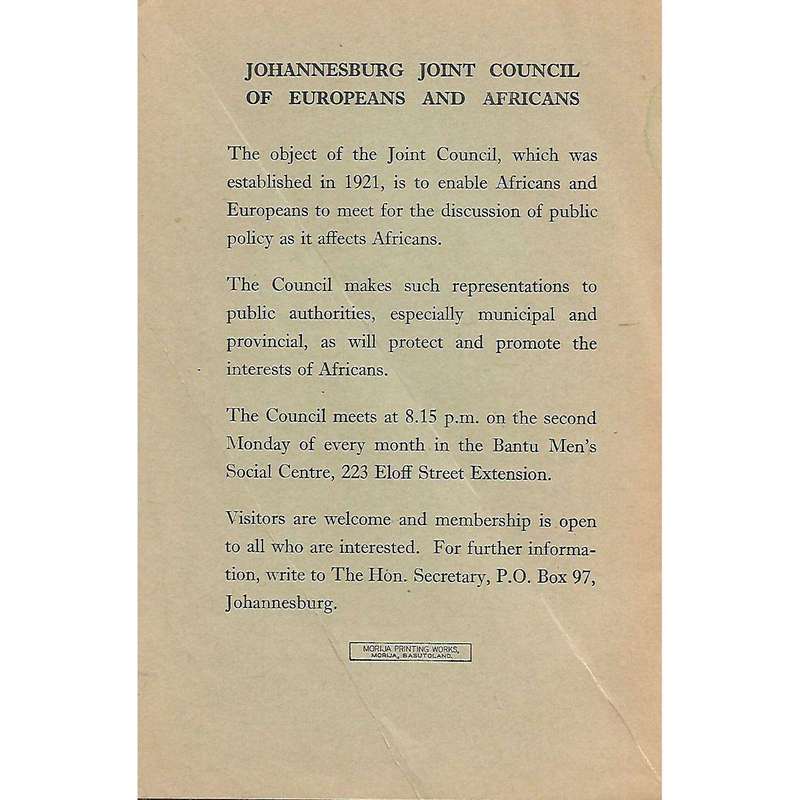 JOHANNESBURG JOINT COUNCIL
OF EUROPEANS AND AFRICANS
The object of the Joint Council, which was
established in 1921, is to enable Africans and
Europeans to meet for the discussion of public
policy as it affects Africans.
The Council makes such representations to
public authorities, especially municipal and
provincial, as will protect and promote the
interests of Africans.
The Council meets at 8.15 p.m. on the second
Monday of every month in the Bantu Men's
Social Centre, 223 Eloff Street Extension.
Visitors are welcome and membership is open
to all who are interested. For further informa-
tion, write to The Hon. Secretary, P.O. Box 97,
Johannesburg.
MORIJA PRINTING WORKS,
MORIJA, BASUTOLAND.